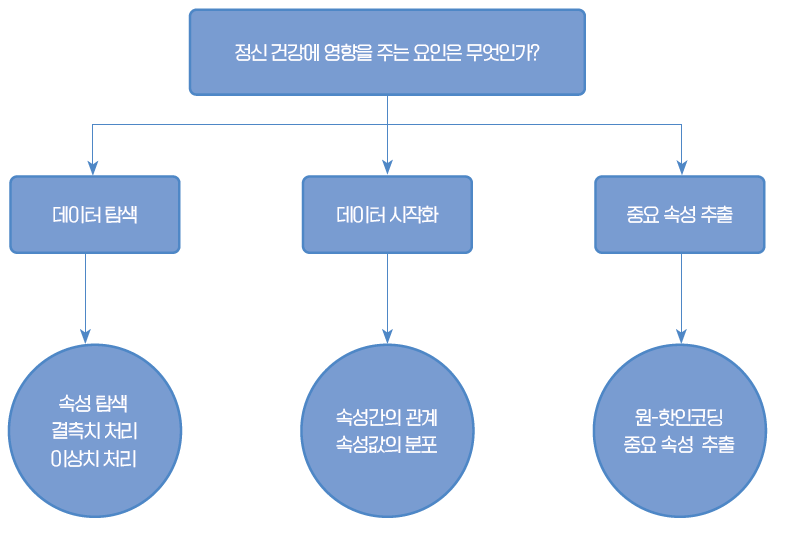 정신 건강에 영향을 주는 요인은 무엇인가?
데이터 탐색
데이터 시작화
중요 속성 추출
속성 탐색
결측치 처리
이상치 처리
속성간의 관계
속성값의 분포
원-핫인코딩
중요 속성 추출